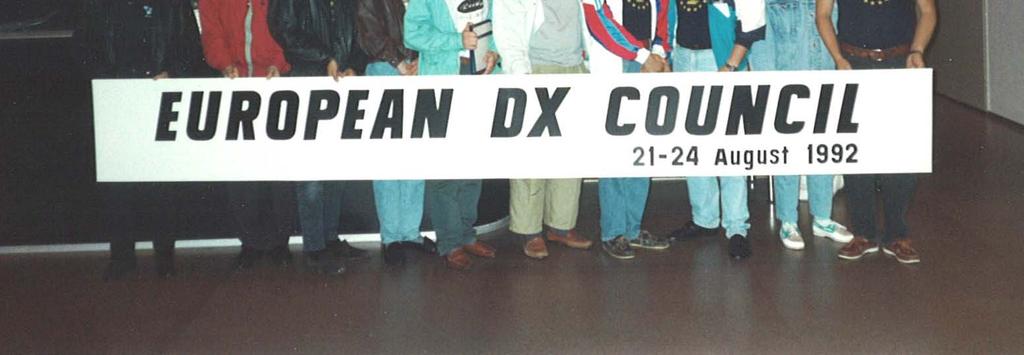 EUROPEAN DX COUNCIL
21-24 August 1992